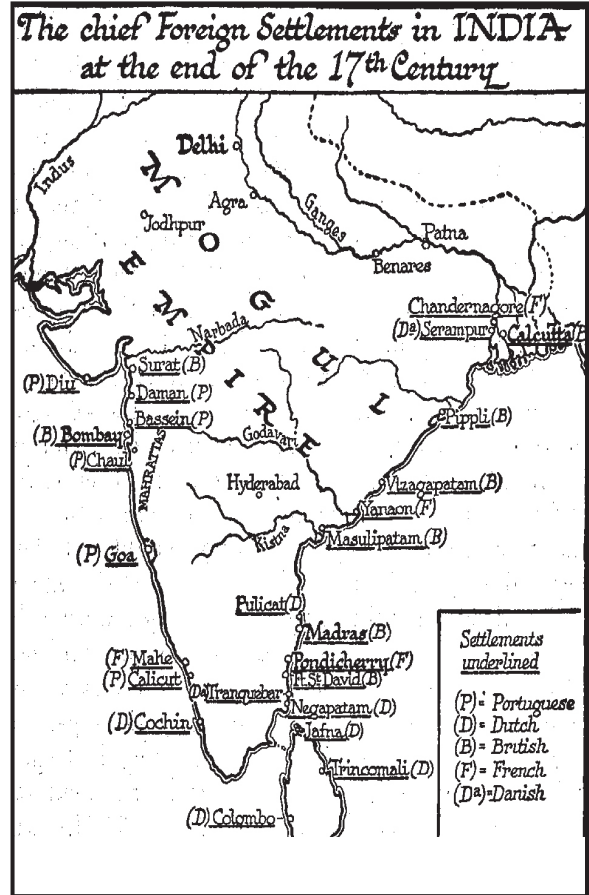 The chief Foreign Settlements in INDIA
at the end of the 17th Century
Indus
Delhi
MOGUL
EMPIRE
Agra
Jodhpur
Ganges
Patna
Benares
Chandernagore (F)
(Da) Serampur
Calcutta (B
Narbada
Surat (B)
(P) Diu
Daman (P)
Bassein (P)
(B) Bombay
(P) Chaul
MAHRATTAS
Godavari
Pippli (B)
Hyderabad
Vizagapatam (B)
Yanaon (F)
Kistna
Masulipatam (B)
(P) Goa
Pulicat (D)
Madras (B)
(F) Mahe
Pondicherry (F)
(P) Calicut
Ft. St. David (B)
(Da) Tranquebar
Negapatam (D)
(D) Cochin
Jafna (D)
Trincomali (D)
(D) Colombo
Settlements
underlined
(P) = Portuguese
(D) = Dutch
(B) = British
(F) = French
(Da) = Danish